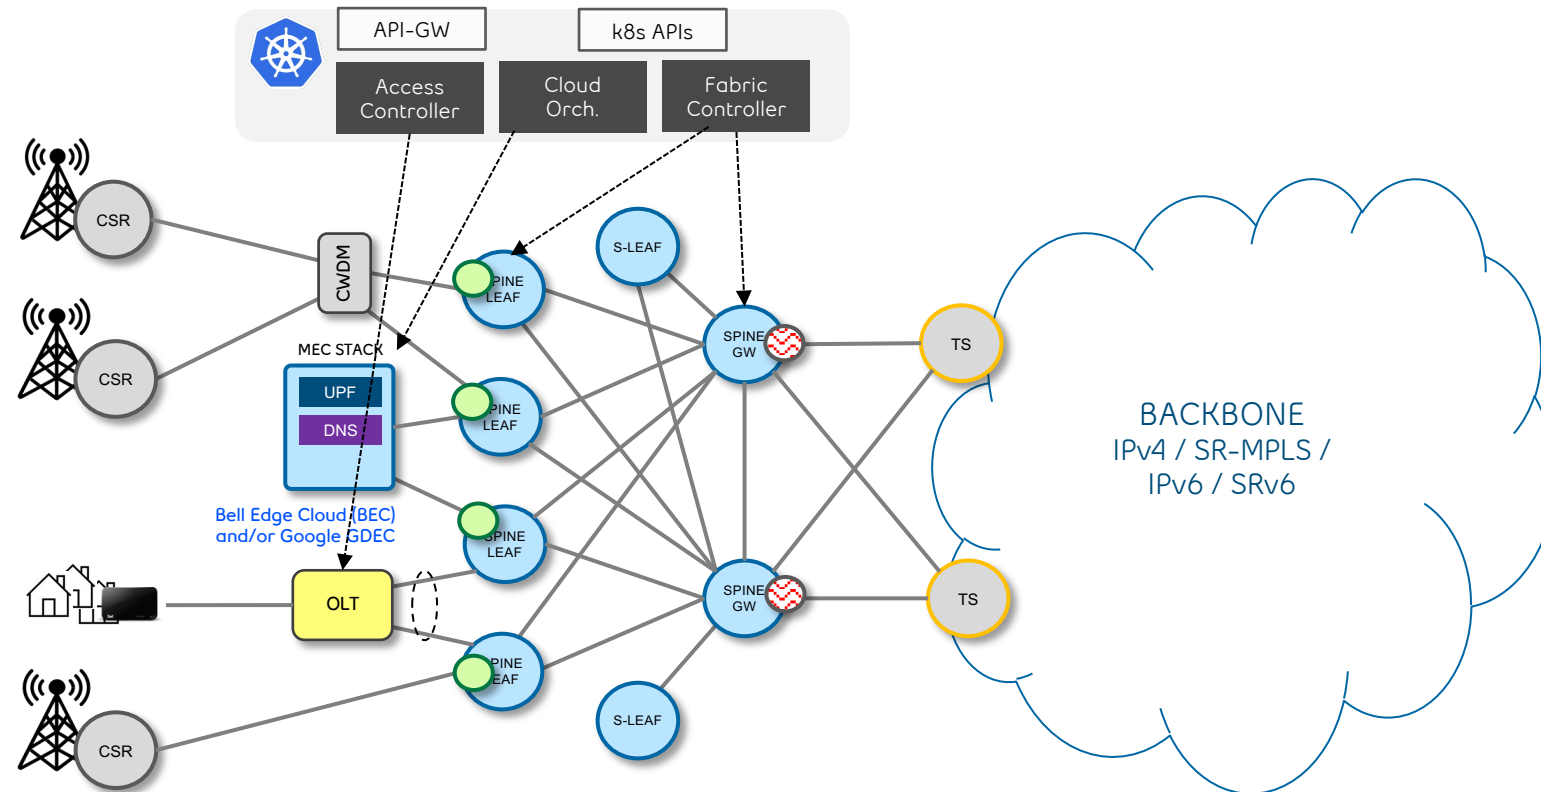 API-GW
k8s APIs
Access
Controller
Cloud
Orch.
Fabric
Controller
CSR
CSR
CWDM
MEC STACK
UPF
DNS
Bell Edge Cloud (BEC)
and/or Google GDEC
OLT
CSR
SPINE
LEAF
SPINE
LEAF
SPINE
LEAF
SPINE
LEAF
S-LEAF
S-LEAF
SPINE
GW
SPINE
GW
TS
TS
BACKBONE
IPv4 / SR-MPLS /
IPv6 / SRv6